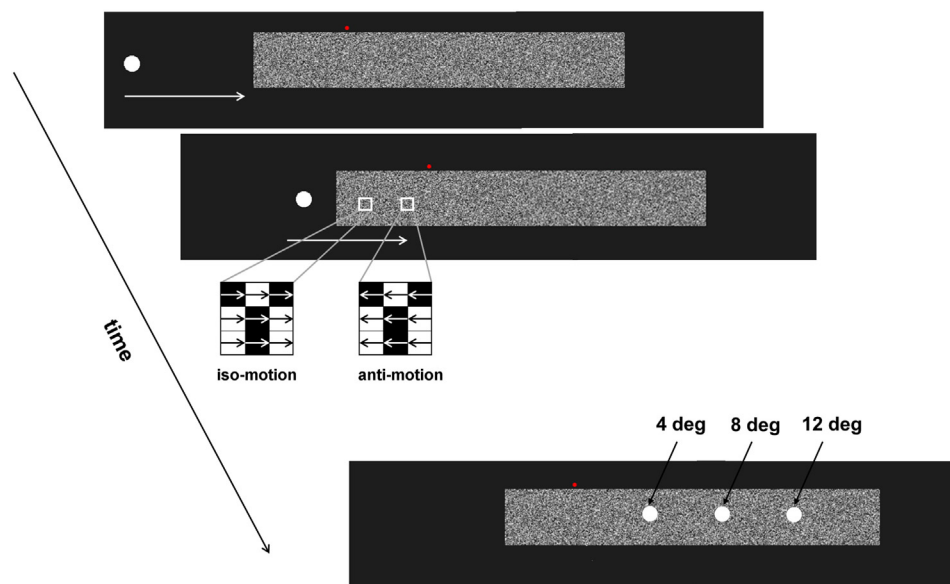 time
iso-motion
anti-motion
4 deg
8 deg
12 deg